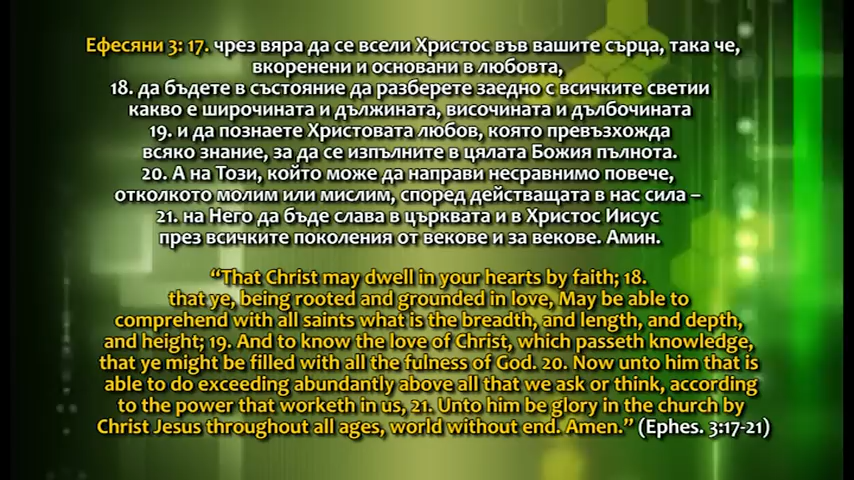 Ефесяни 3: 17. чрез вяра да се всели Христос във вашите сърца, така че,
вкоренени и основани в любовта,
18. да бъдете в състояние да разберете заедно с всичките светии
какво е широчината и дължината, височината и дълбочината
19. и да познаете Христовата любов, която превъзхожда
всяко знание, за да се изпълните в цялата Божия пълнота.
20. А на Този, който може да направи несравнимо повече,
отколкото молим или мислим, според действащата в нас сила –
21. на Него да бъде слава в църквата и в Христос Иисус
през всичките поколения от векове и за векове. Амин.
“That Christ may dwell in your hearts by faith; 18.
that ye, being rooted and grounded in love, May be able to
comprehend with all saints what is the breadth, and length, and depth,
and height; 19. And to know the love of Christ, which passeth knowledge,
that ye might be filled with all the fulness of God. 20. Now unto him that is
able to do exceeding abundantly above all that we ask or think, according
to the power that worketh in us, 21. Unto him be glory in the church by
Christ Jesus throughout all ages, world without end. Amen.” (Ephes. 3:17-21)